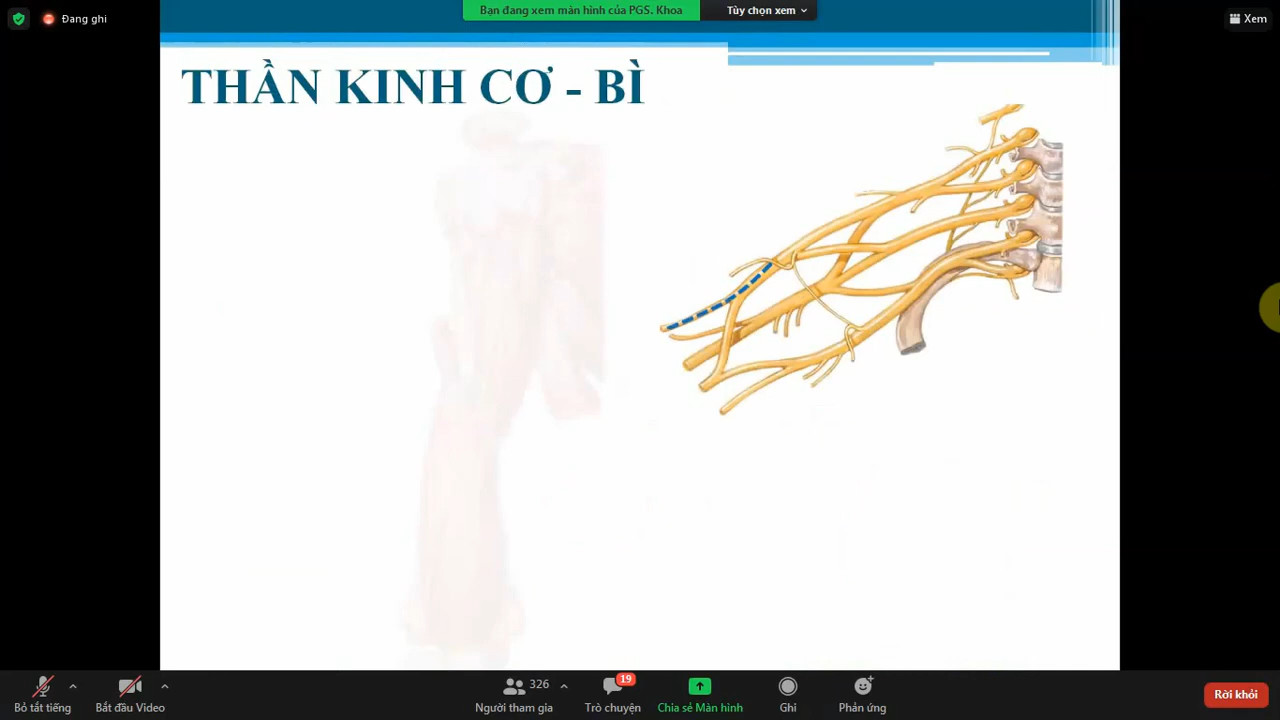 Đang ghi
Bạn đang xem màn hình của PGS. Khoa
Tùy chọn xem
Xem
THẦN KINH CƠ - BÌ
Bỏ tắt tiếng
Bắt đầu Video
326
Người tham gia
19
Trò chuyện
Chia sẻ Màn hình
Ghi
Phản ứng
Rời khỏi